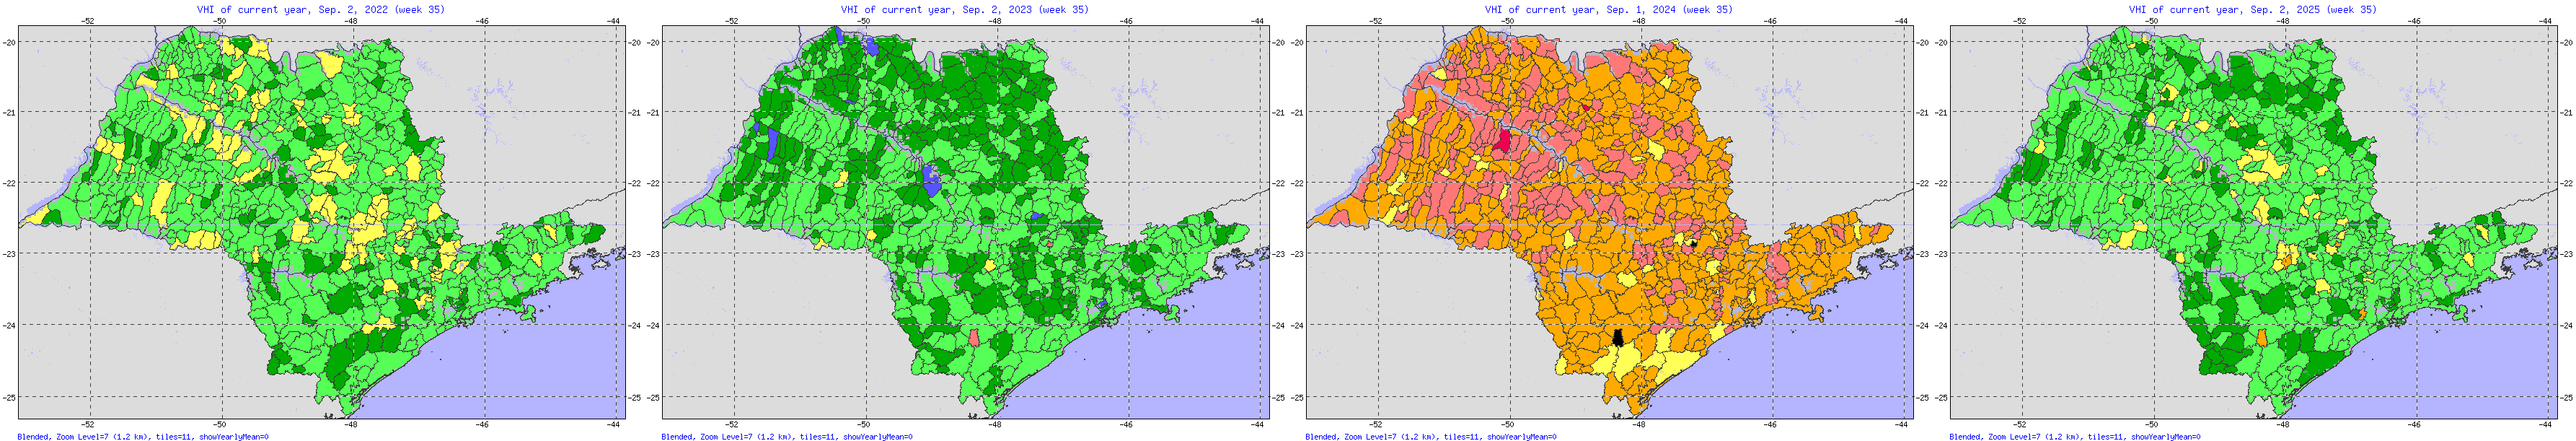 VHI of current year, Sep. 2, 2022 (week 35)
-52 -50 -48 -46 -44
-20 -20
-21
-22
-23
-24
-25
-52 -50 -48 -46 -44
Blended, Zoom Level=7 (1.2 km), tiles=11, showYearlyMean=0
VHI of current year, Sep. 2, 2023 (week 35)
-52 -50 -48 -46 -44
-20 -20
-21 -21
-22 -22
-23 -23
-24 -24
-25 -25
-52 -50 -48 -46 -44
Blended, Zoom Level=7 (1.2 km), tiles=11, showYearlyMean=0
VHI of current year, Sep. 1, 2024 (week 35)
-52 -50 -48 -46 -44
-20 -20
-21 -21
-22 -22
-23 -23
-24 -24
-25 -25
-52 -50 -48 -46 -44
Blended, Zoom Level=7 (1.2 km), tiles=11, showYearlyMean=0
VHI of current year, Sep. 2, 2025 (week 35)
-52 -50 -48 -46 -44
-20 -20
-21 -21
-22 -22
-23 -23
-24 -24
-25 -25
-52 -50 -48 -46 -44
Blended, Zoom Level=7 (1.2 km), tiles=11, showYearlyMean=0